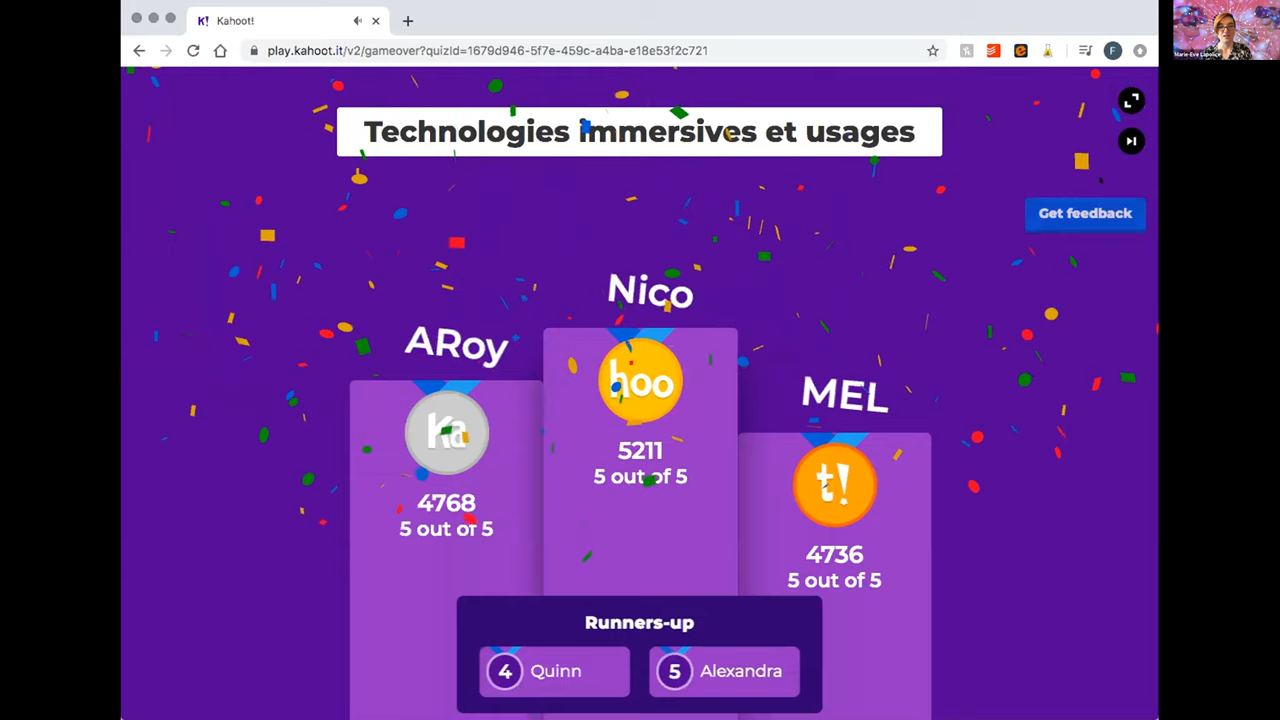 K! Kahoot!
play.kahoot.it/v2/gameover?quizId=1679d946-5f7e-459c-a4ba-e18e53f2c721
F
Technologies immersives et usages
Get feedback
Nico
ARoy
MEL
hoo
5211
5 out of 5
Ka
4768
5 out of 5
t!
4736
5 out of 5
Runners-up
4 Quinn
5 Alexandra